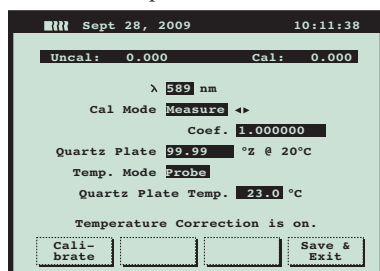 Sept 28, 2009 10:11:38
Uncal: 0.000 Cal: 0.000
λ 589 nm
Cal Mode Measure ◂▸
Coef. 1.000000
Quartz Plate 99.99 °Z @ 20°C
Temp. Mode Probe
Quartz Plate Temp. 23.0 °C
Temperature Correction is on.
Cali- Save &
brate Exit